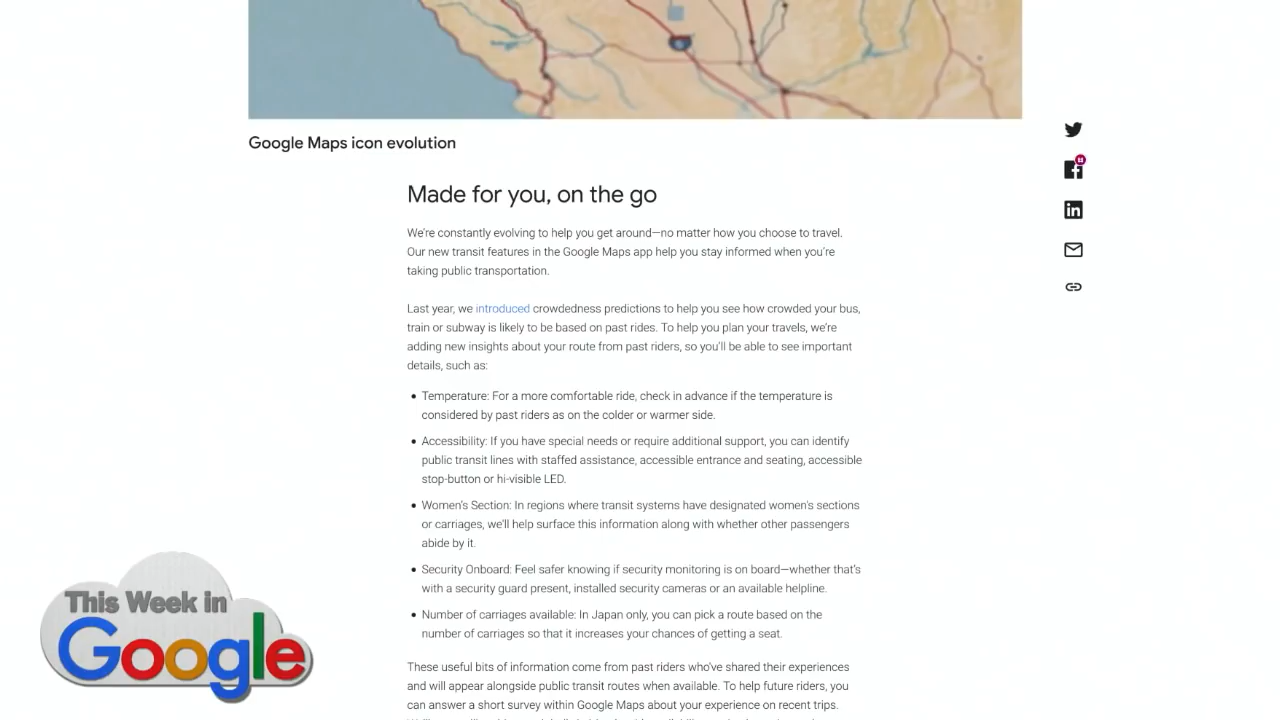 Google Maps icon evolution
Made for you, on the go
We're constantly evolving to help you get around—no matter how you choose to travel.
Our new transit features in the Google Maps app help you stay informed when you're
taking public transportation.
Last year, we introduced crowdedness predictions to help you see how crowded your bus,
train or subway is likely to be based on past rides. To help you plan your travels, we're
adding new insights about your route from past riders, so you'll be able to see important
details, such as:
• Temperature: For a more comfortable ride, check in advance if the temperature is
considered by past riders as on the colder or warmer side.
• Accessibility: If you have special needs or require additional support, you can identify
public transit lines with staffed assistance, accessible entrance and seating, accessible
stop-button or hi-visible LED.
• Women's Section: In regions where transit systems have designated women's sections
or carriages, we'll help surface this information along with whether other passengers
abide by it.
• Security Onboard: Feel safer knowing if security monitoring is on board—whether that's
with a security guard present, installed security cameras or an available helpline.
• Number of carriages available: In Japan only, you can pick a route based on the
number of carriages so that it increases your chances of getting a seat.
These useful bits of information come from past riders who've shared their experiences
and will appear alongside public transit routes when available. To help future riders, you
can answer a short survey within Google Maps about your experience on recent trips.
This Week in
Google